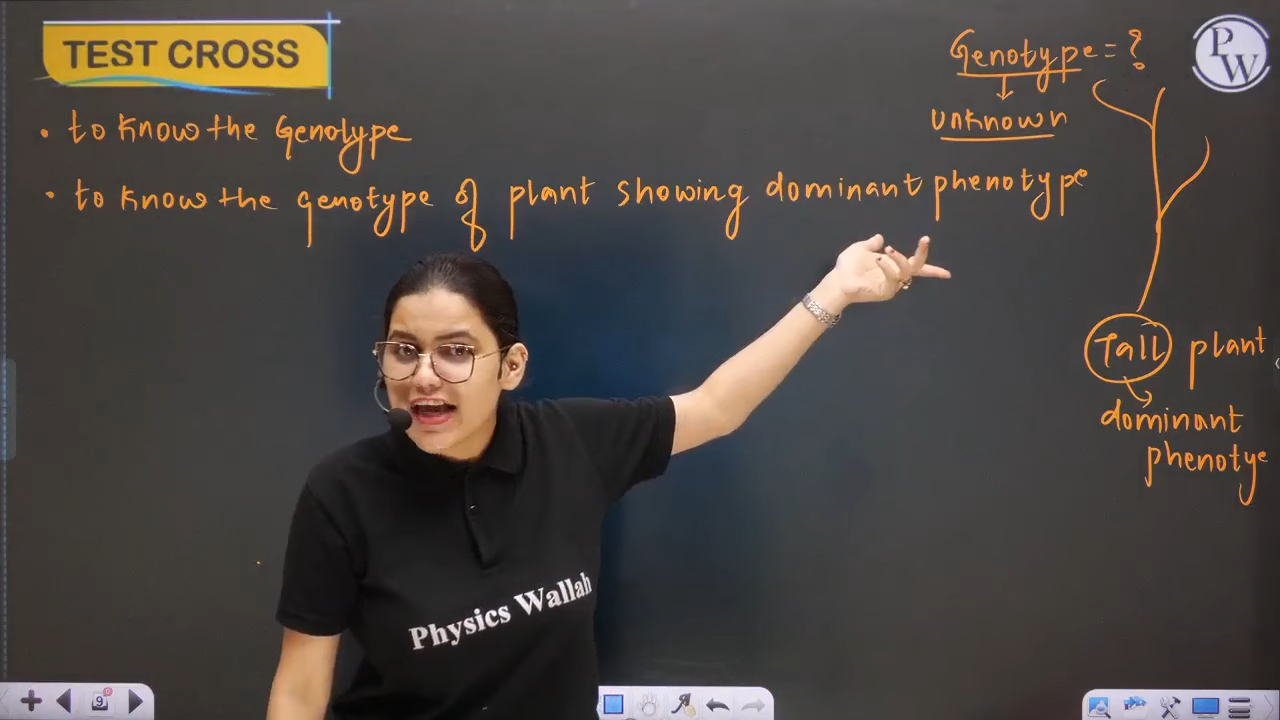 TEST CROSS
Genotype = ?
PW
unknown
• to know the Genotype
• to know the genotype of plant showing dominant phenotype
Tall plant
dominant
phenotye
Physics Wallah
9